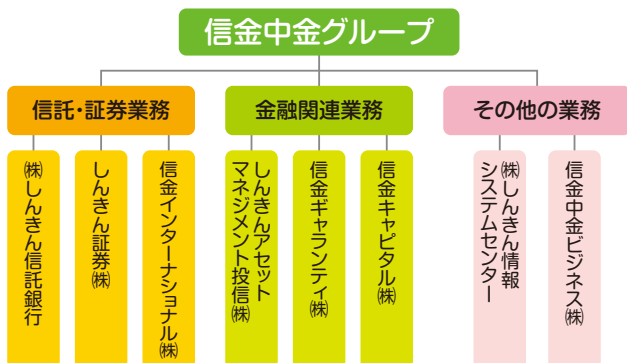 信金中金グループ
信託・証券業務
金融関連業務
その他の業務
㈱しんきん信託銀行
しんきん証券㈱
信金インターナショナル㈱
しんきんアセット
マネジメント投信㈱
信金ギャランティ㈱
信金キャピタル㈱
㈱しんきん情報
システムセンター
信金中金ビジネス㈱